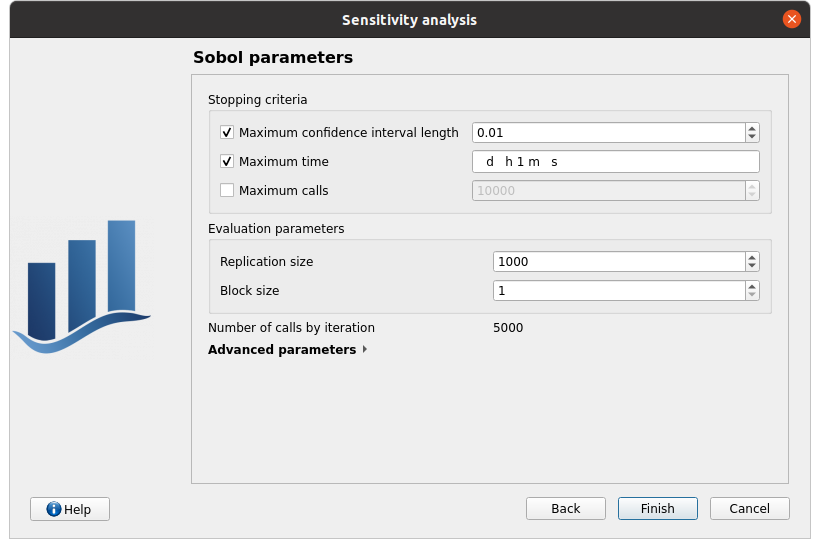 Sensitivity analysis
Sobol parameters
Stopping criteria
Maximum confidence interval length 0.01
Maximum time d h 1 m s
Maximum calls 10000
Evaluation parameters
Replication size 1000
Block size 1
Number of calls by iteration 5000
Advanced parameters
Help Back Finish Cancel